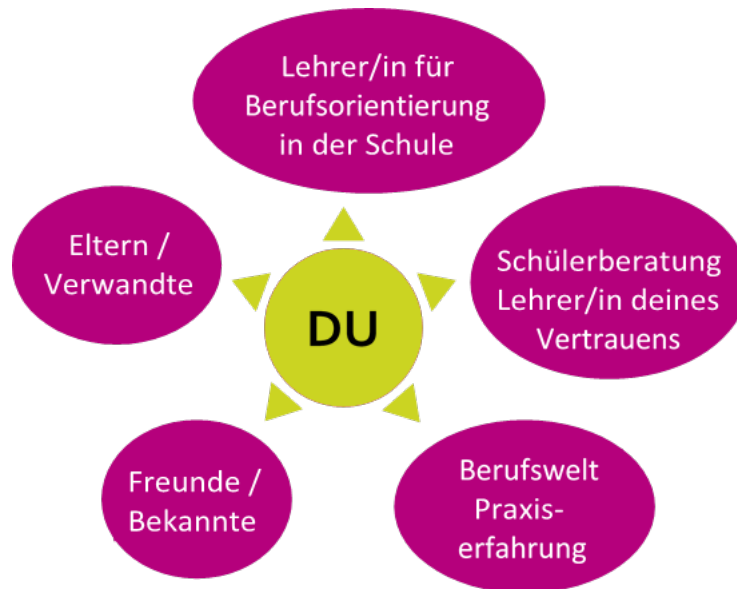 Lehrer/in für
Berufsorientierung
in der Schule
Eltern /
Verwandte
Schülerberatung
Lehrer/in deines
Vertrauens
DU
Freunde /
Bekannte
Berufswelt
Praxis-
erfahrung